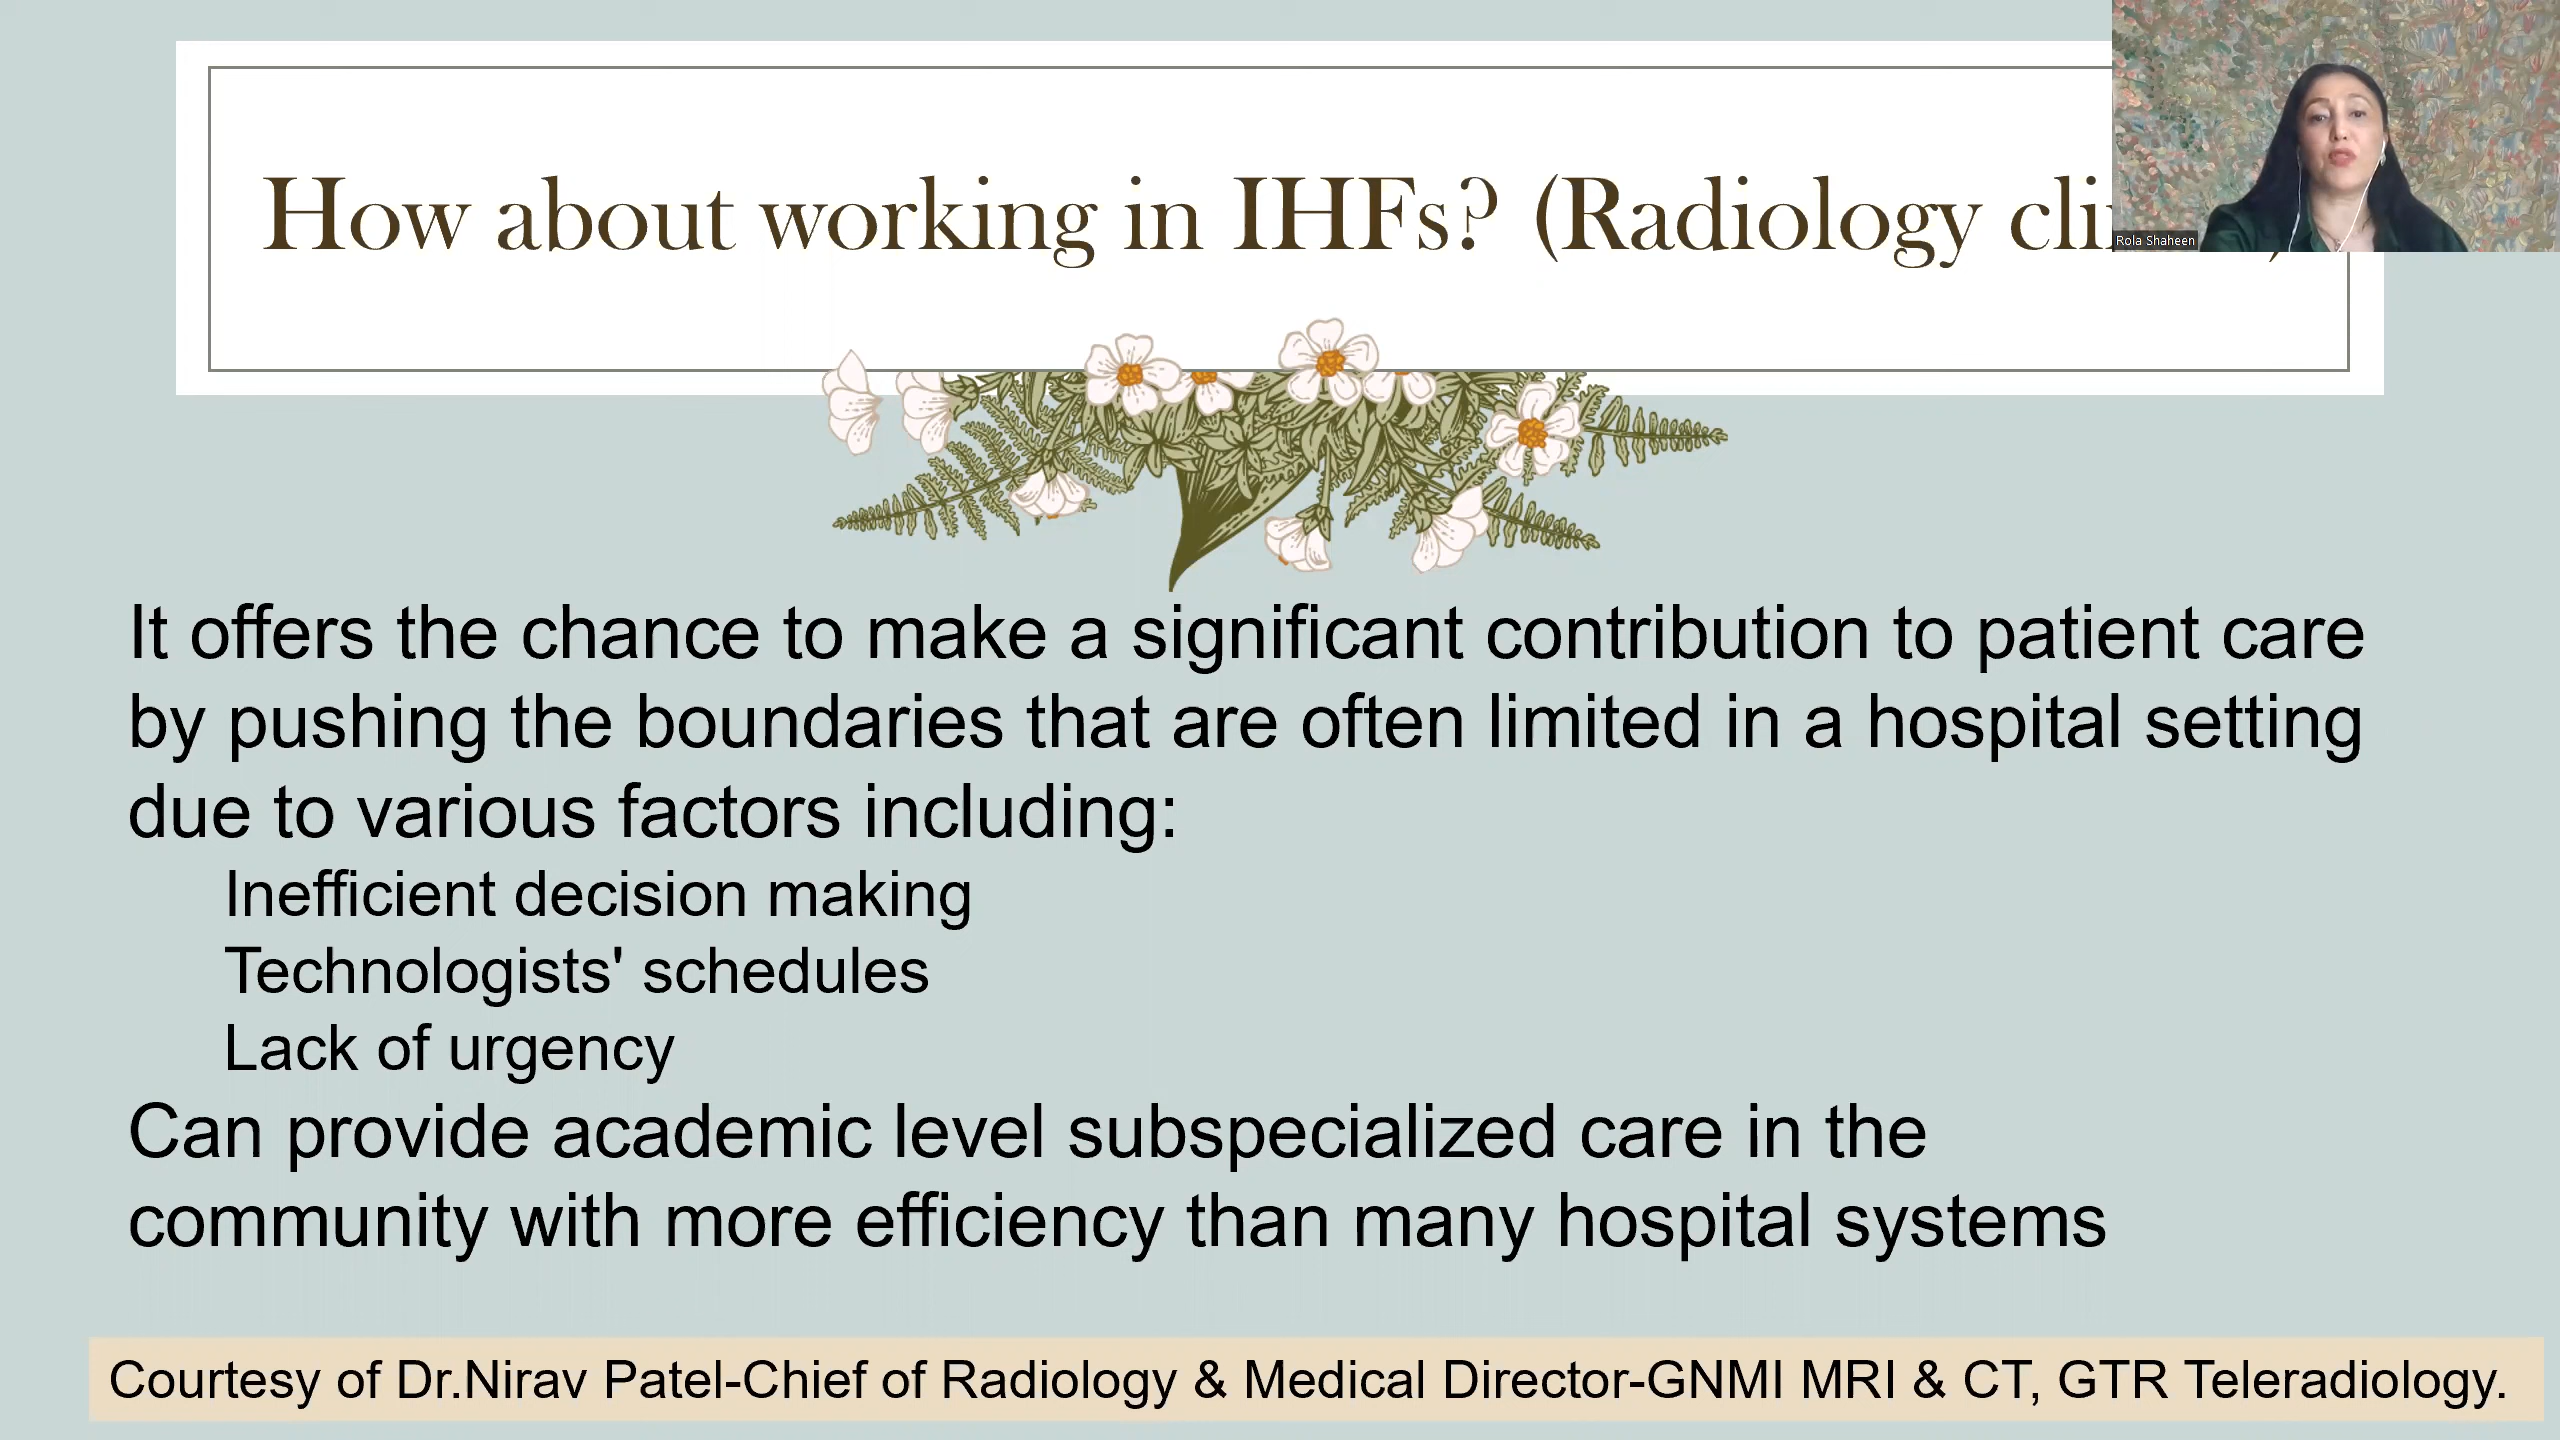 How about working in IHFs? (Radiology
Rola Shaheen
It offers the chance to make a significant contribution to patient care
by pushing the boundaries that are often limited in a hospital setting
due to various factors including:
Inefficient decision making
Technologists' schedules
Lack of urgency
Can provide academic level subspecialized care in the
community with more efficiency than many hospital systems
Courtesy of Dr.Nirav Patel-Chief of Radiology & Medical Director-GNMI MRI & CT, GTR Teleradiology.